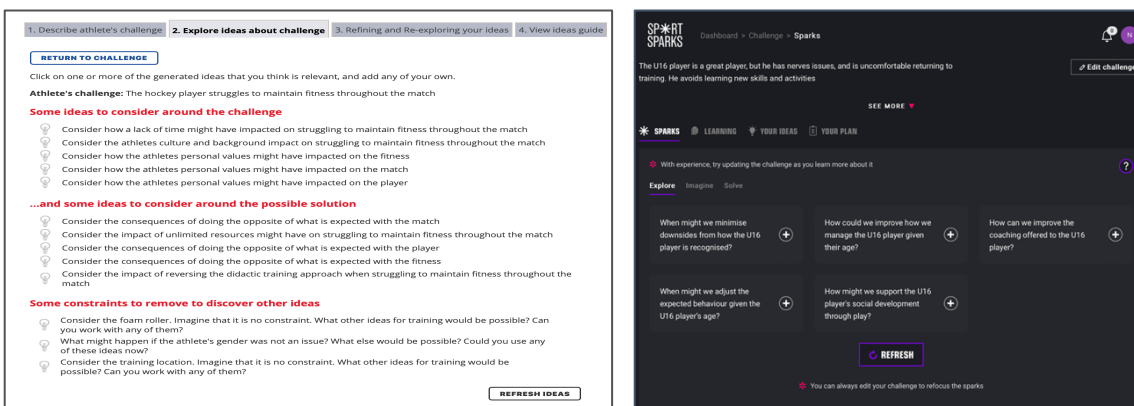 1. Describe athlete's challenge 2. Explore ideas about challenge 3. Refining and Re-exploring your ideas 4. View ideas guide
RETURN TO CHALLENGE
Click on one or more of the generated ideas that you think is relevant, and add any of your own.
Athlete's challenge: The hockey player struggles to maintain fitness throughout the match
Some ideas to consider around the challenge
Consider how a lack of time might have impacted on struggling to maintain fitness throughout the match
Consider the athletes culture and background impact on struggling to maintain fitness throughout the match
Consider how the athletes personal values might have impacted on the fitness
Consider how the athletes personal values might have impacted on the match
Consider how the athletes personal values might have impacted on the player
...and some ideas to consider around the possible solution
Consider the consequences of doing the opposite of what is expected with the match
Consider the impact of unlimited resources might have on struggling to maintain fitness throughout the match
Consider the consequences of doing the opposite of what is expected with the player
Consider the consequences of doing the opposite of what is expected with the fitness
Consider the impact of reversing the didactic training approach when struggling to maintain fitness throughout the
match
Some constraints to remove to discover other ideas
Consider the foam roller. Imagine that it is no constraint. What other ideas for training would be possible? Can
you work with any of them?
What might happen if the athlete's gender was not an issue? What else would be possible? Could you use any
of these ideas now?
Consider the training location. Imagine that it is no constraint. What other ideas for training would be
possible? Can you work with any of them?
REFRESH IDEAS
SP*RT
SPARKS
Dashboard > Challenge > Sparks
N
The U16 player is a great player, but he has nerves issues, and is uncomfortable returning to
training. He avoids learning new skills and activities
Edit challenge
SEE MORE
SPARKS LEARNING YOUR IDEAS YOUR PLAN
With experience, try updating the challenge as you learn more about it
?
Explore Imagine Solve
When might we minimise
downsides from how the U16
player is recognised?
How could we improve how we
manage the U16 player given
their age?
How can we improve the
coaching offered to the U16
player?
When might we adjust the
expected behaviour given the
U16 player's age?
How might we support the U16
player's social development
through play?
REFRESH
You can always edit your challenge to refocus the sparks